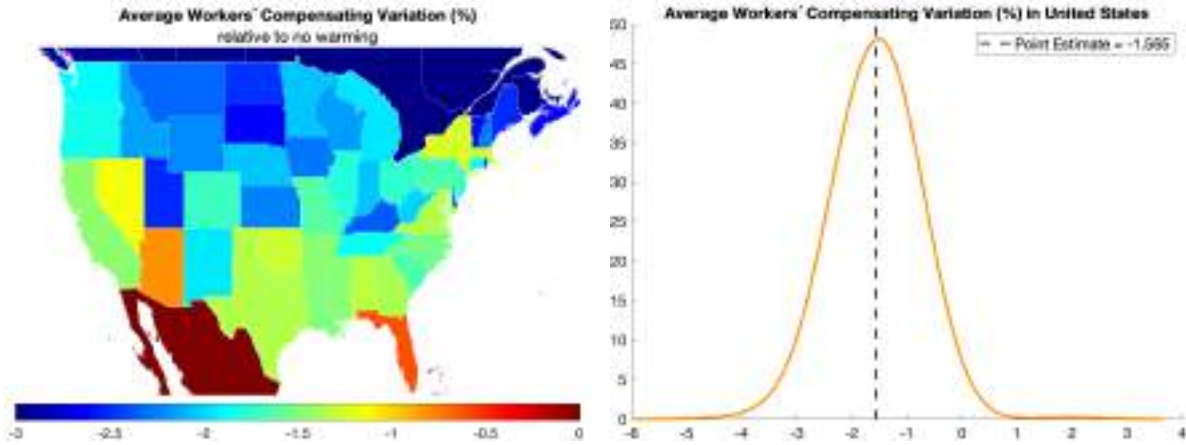 Average Workers´ Compensating Variation (%)
relative to no warming
-3 -2.5 -2 -1.5 -1 -0.5 0
Average Workers´ Compensating Variation (%) in United States
Point Estimate = -1.565
50
45
40
35
30
25
20
15
10
5
0
-6 -4 -3 -2 -1 0 1 2 3 4